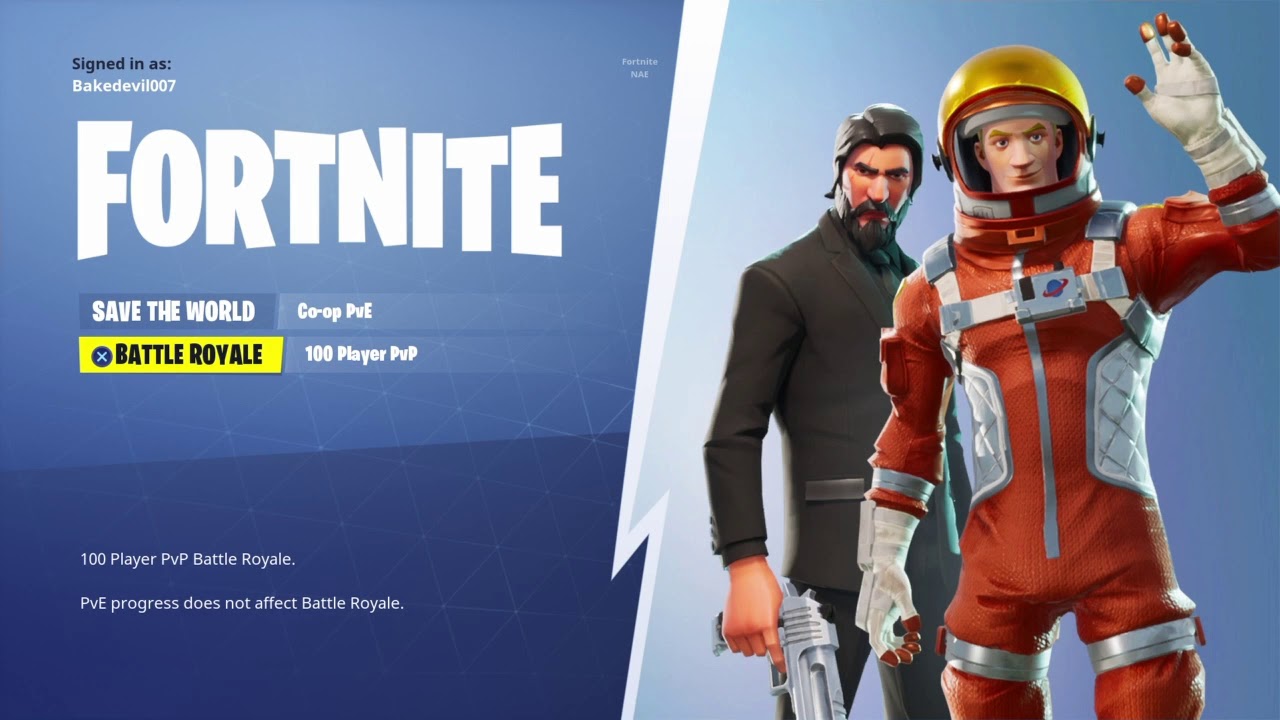 Signed in as:
Bakedevil007
Fortnite
NAE
FORTNITE
SAVE THE WORLD Co-op PvE
BATTLE ROYALE 100 Player PvP
100 Player PvP Battle Royale.
PvE progress does not affect Battle Royale.